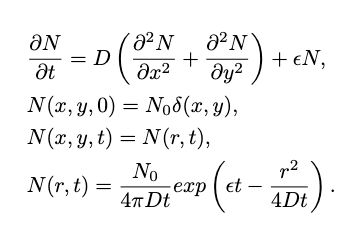 ∂N/∂t = D (∂²N/∂x² + ∂²N/∂y²) + ϵN,
N(x, y, 0) = N₀δ(x, y),
N(x, y, t) = N(r, t),
N(r, t) = N₀/4πDt exp (ϵt − r²/4Dt) .